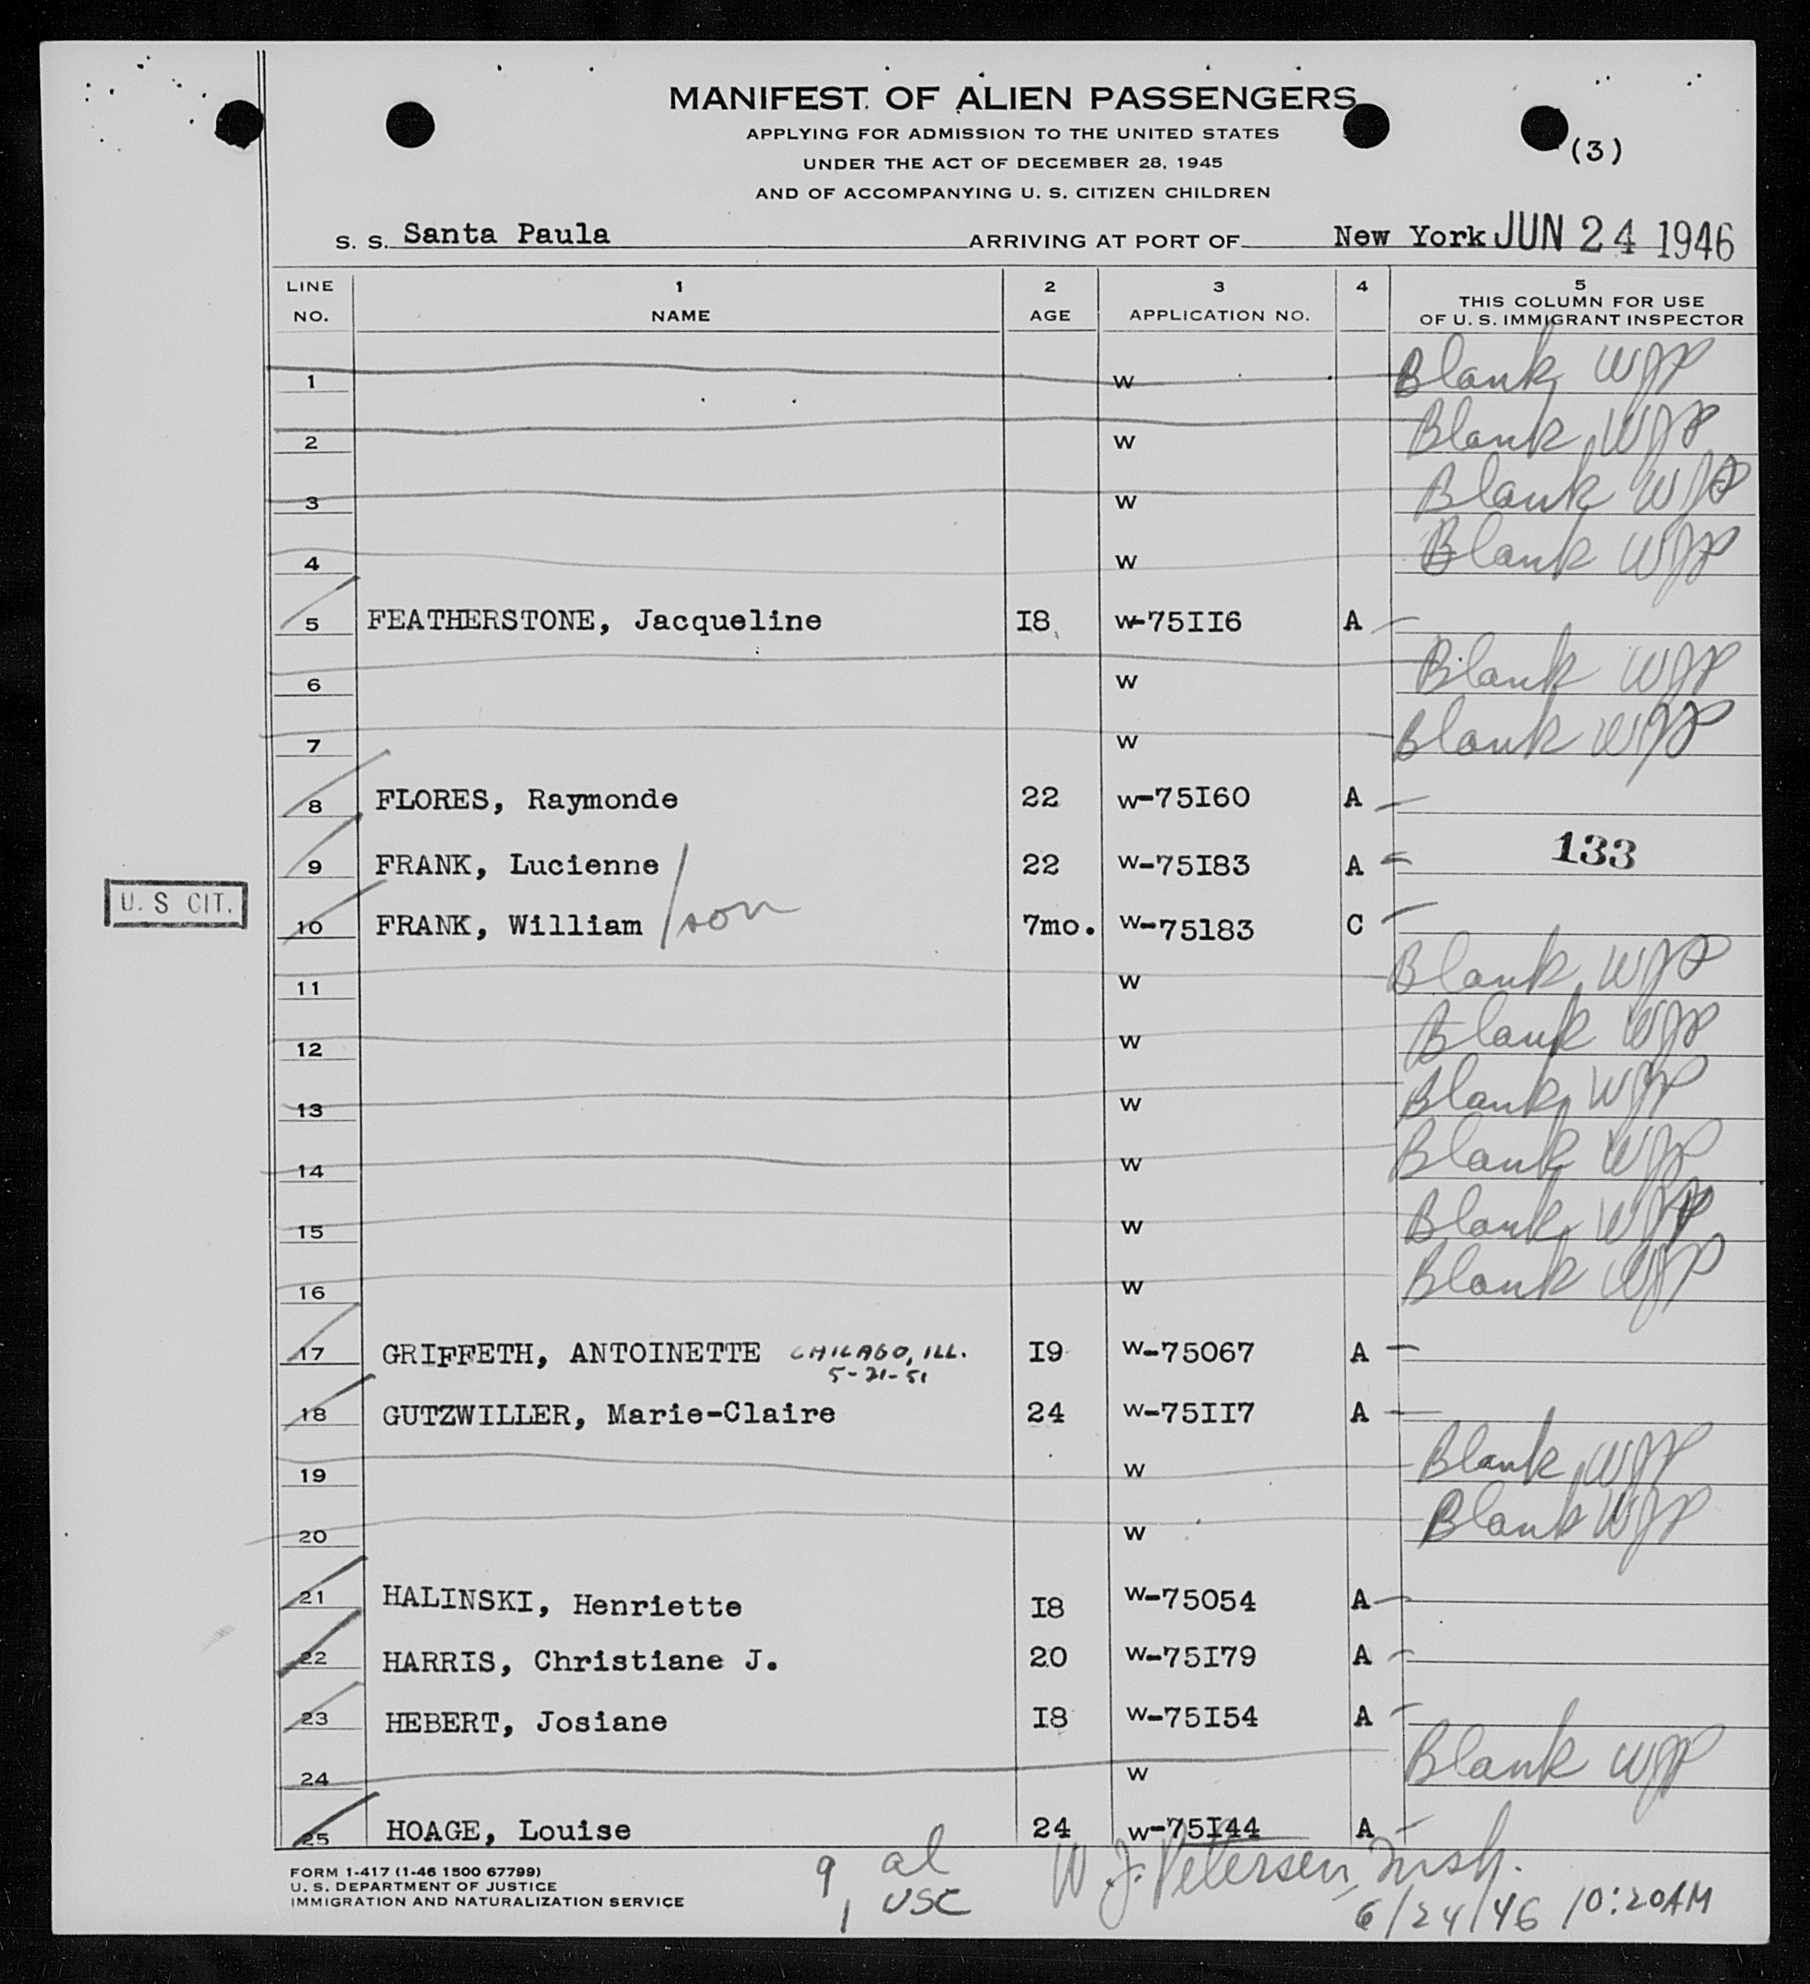 MANIFEST OF ALIEN PASSENGERS
APPLYING FOR ADMISSION TO THE UNITED STATES
UNDER THE ACT OF DECEMBER 28, 1945
(3)
AND OF ACCOMPANYING U. S. CITIZEN CHILDREN
S. S. Santa Paula ARRIVING AT PORT OF New York JUN 24 1946
LINE NO. 1 NAME 2 AGE 3 APPLICATION NO. 4 5 THIS COLUMN FOR USE OF U. S. IMMIGRANT INSPECTOR
1 W Blank WJP
2 W Blank WJP
3 W Blank WJP
4 W Blank WJP
5 FEATHERSTONE, Jacqueline I8 W-75II6 A
6 W Blank WJP
7 W Blank WJP
8 FLORES, Raymonde 22 W-75I60 A
9 FRANK, Lucienne 22 W-75I83 A 133
U. S CIT. 10 FRANK, William /son 7mo. W-75183 C
11 W Blank WJP
12 W Blank WJP
13 W Blank WJP
14 W Blank WJP
15 W Blank WJP
16 W Blank WJP
17 GRIFFETH, ANTOINETTE CHICAGO, ILL. I9 W-75067 A
5-21-51
18 GUTZWILLER, Marie-Claire 24 W-75II7 A
19 W Blank WJP
20 W Blank WJP
21 HALINSKI, Henriette I8 W-75054 A
22 HARRIS, Christiane J. 20 W-75I79 A
23 HEBERT, Josiane I8 W-75I54 A
24 W Blank WJP
25 HOAGE, Louise 24 W-75I44 A
FORM 1-417 (1-46 1500 67799)
U. S. DEPARTMENT OF JUSTICE
IMMIGRATION AND NATURALIZATION SERVICE
9 al
1 USC
W. J. Petersen, Insp.
6/24/46 10:20AM